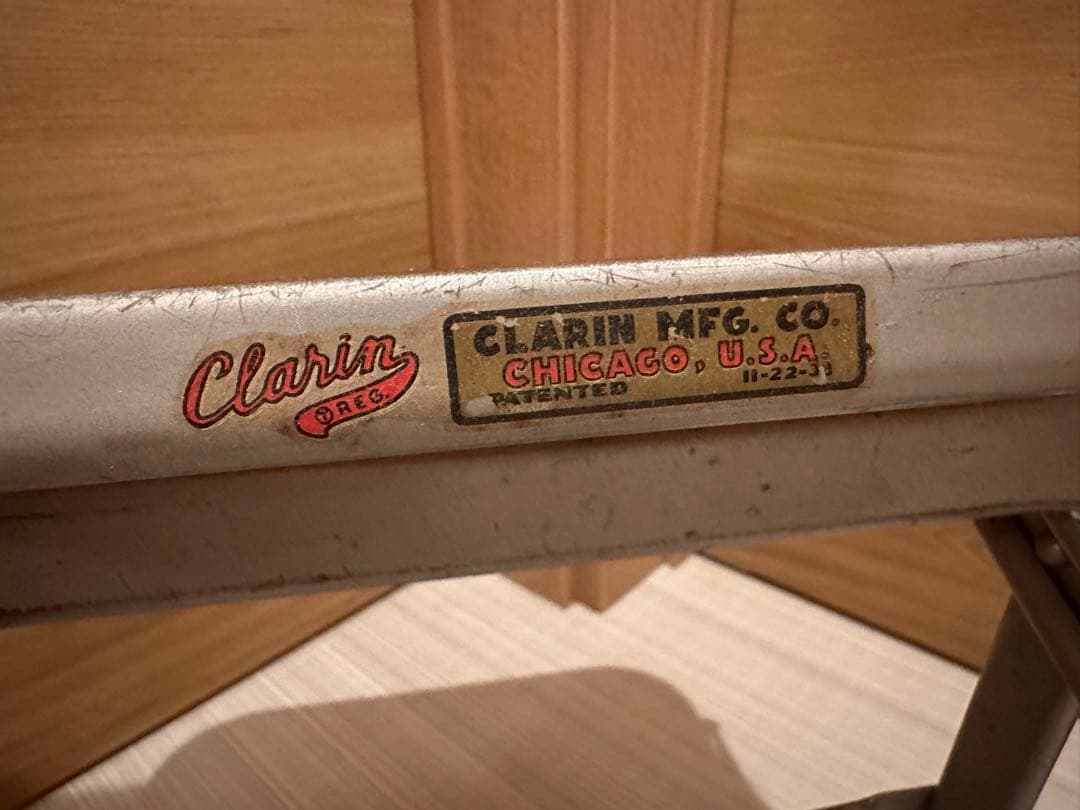 Clarin
T REG.
CLARIN MFG. CO.
CHICAGO, U.S.A.
PATENTED